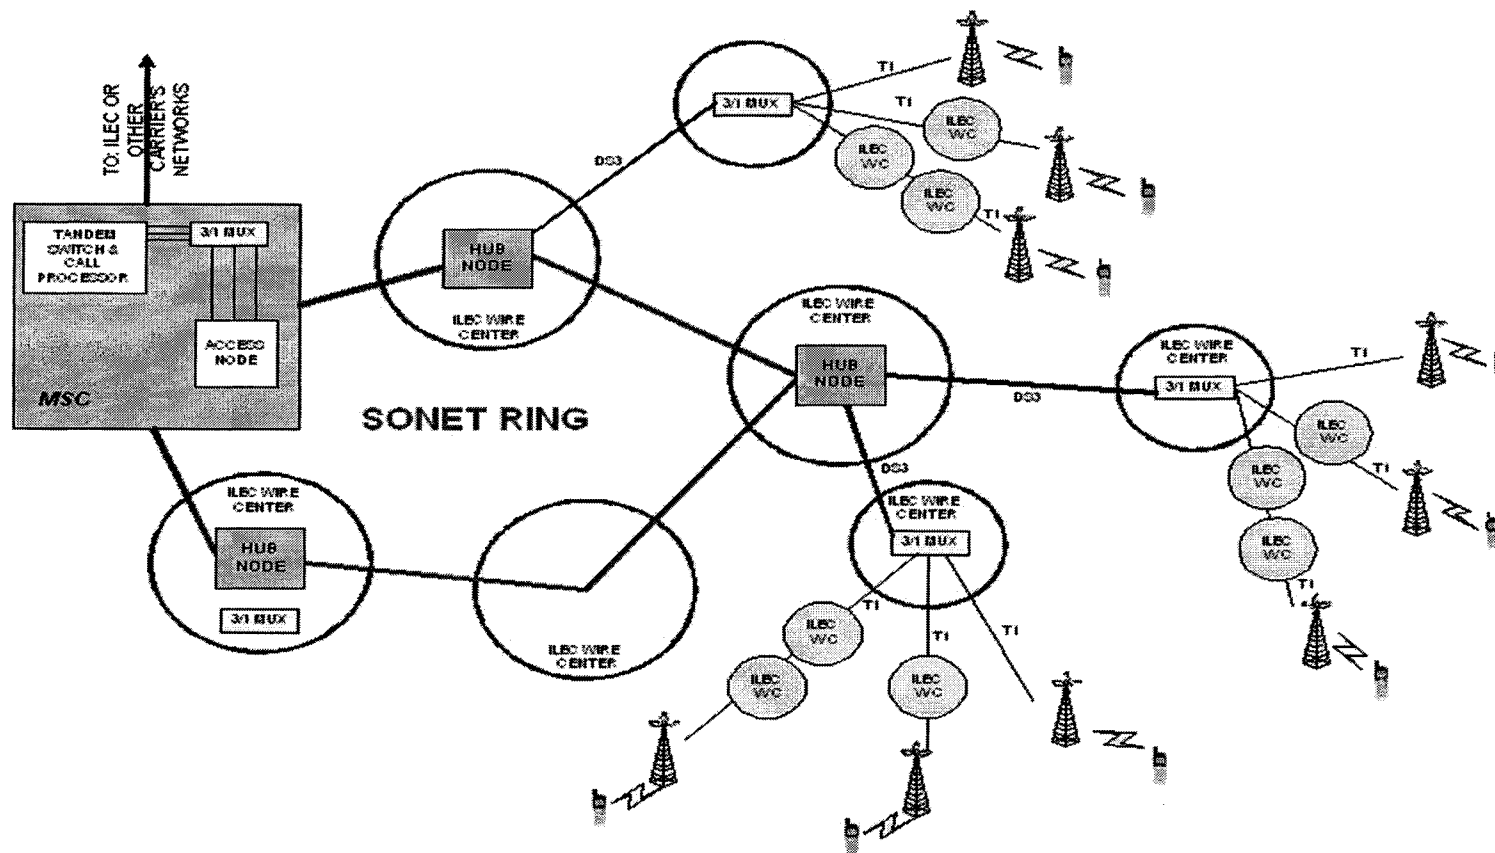 TO: ILEC OR
OTHER
CARRIER'S
NETWORKS
TANDEM
SWITCH &
CALL
PROCESSOR
3/1 MUX
ACCESS
NODE
MSC
SONET RING
HUB
NODE
ILEC WIRE
CENTER
DS3
3/1 MUX
T1
T1
ILEC
WC
ILEC
WC
ILEC
WC
T1
ILEC WIRE
CENTER
HUB
NODE
DS3
ILEC WIRE
CENTER
3/1 MUX
T1
ILEC
WC
T1
ILEC
WC
ILEC
WC
T1
DS3
ILEC WIRE
CENTER
3/1 MUX
T1
T1
T1
ILEC
WC
ILEC
WC
ILEC
WC
ILEC WIRE
CENTER
HUB
NODE
3/1 MUX
ILEC WIRE
CENTER